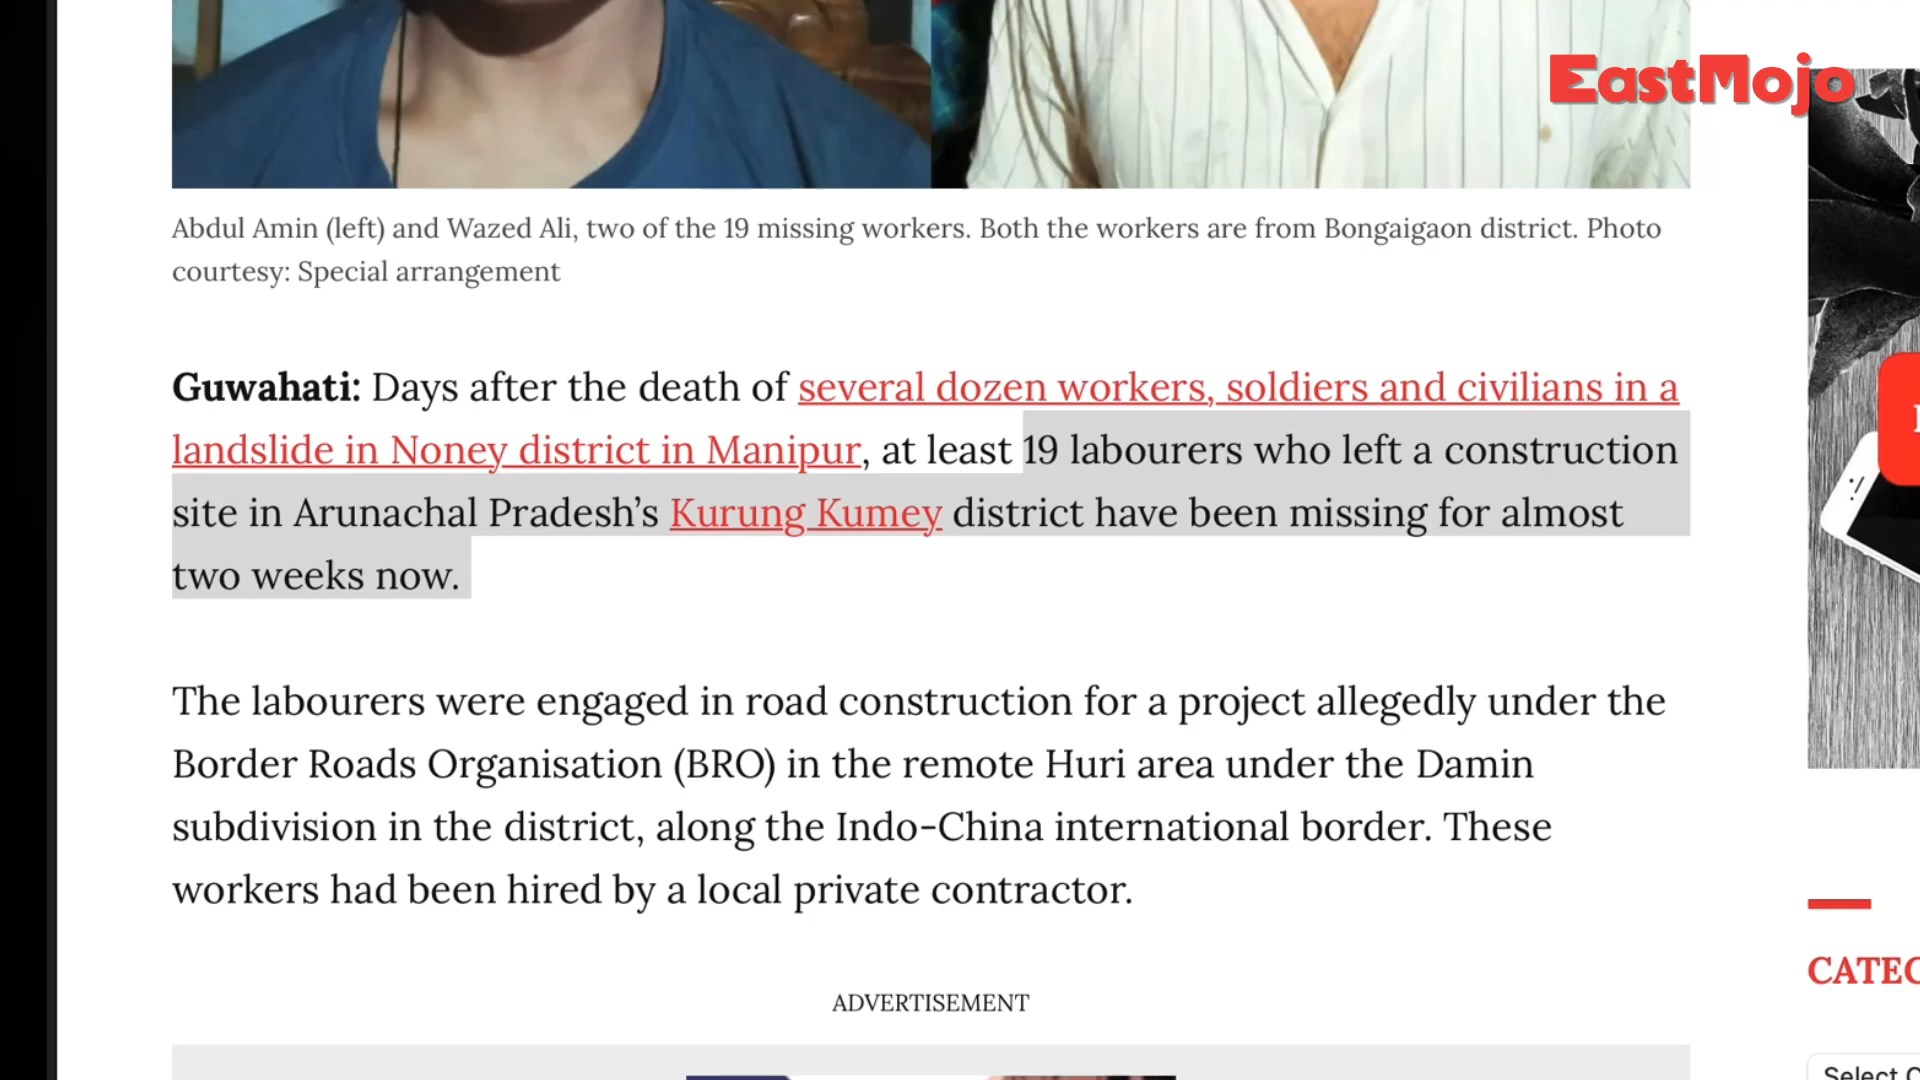 EastMojo
Abdul Amin (left) and Wazed Ali, two of the 19 missing workers. Both the workers are from Bongaigaon district. Photo
courtesy: Special arrangement
Guwahati: Days after the death of several dozen workers, soldiers and civilians in a
landslide in Noney district in Manipur, at least 19 labourers who left a construction
site in Arunachal Pradesh’s Kurung Kumey district have been missing for almost
two weeks now.
The labourers were engaged in road construction for a project allegedly under the
Border Roads Organisation (BRO) in the remote Huri area under the Damin
subdivision in the district, along the Indo-China international border. These
workers had been hired by a local private contractor.
ADVERTISEMENT
CATEG
Select